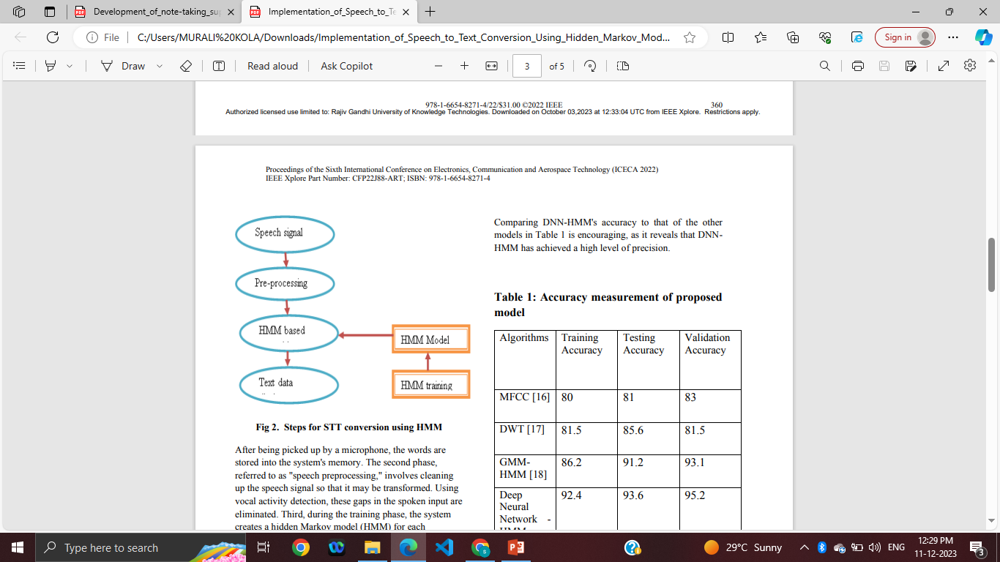 Development_of_note-taking_su
Implementation_of_Speech_to_Te
File
C:/Users/MURALI%20KOLA/Downloads/Implementation_of_Speech_to_Text_Conversion_Using_Hidden_Markov_Mod...
Sign in
Draw
Read aloud
Ask Copilot
3
of 5
978-1-6654-8271-4/22/$31.00 ©2022 IEEE 360
Authorized licensed use limited to: Rajiv Gandhi University of Knowledge Technologies. Downloaded on October 03,2023 at 12:33:04 UTC from IEEE Xplore. Restrictions apply.
Proceedings of the Sixth International Conference on Electronics, Communication and Aerospace Technology (ICECA 2022)
IEEE Xplore Part Number: CFP22J88-ART; ISBN: 978-1-6654-8271-4
Speech signal
Pre-processing
HMM based
HMM Model
Text data
HMM training
Fig 2. Steps for STT conversion using HMM
After being picked up by a microphone, the words are
stored into the system's memory. The second phase,
referred to as "speech preprocessing," involves cleaning
up the speech signal so that it may be transformed. Using
vocal activity detection, these gaps in the spoken input are
eliminated. Third, during the training phase, the system
creates a hidden Markov model (HMM) for each
Comparing DNN-HMM's accuracy to that of the other
models in Table 1 is encouraging, as it reveals that DNN-
HMM has achieved a high level of precision.
Table 1: Accuracy measurement of proposed
model
Algorithms Training Testing Validation
Accuracy Accuracy Accuracy
MFCC [16] 80 81 83
DWT [17] 81.5 85.6 81.5
GMM- 86.2 91.2 93.1
HMM [18]
Deep 92.4 93.6 95.2
Neural
Network -
HMM
Type here to search
29°C Sunny
ENG
12:29 PM
11-12-2023
3